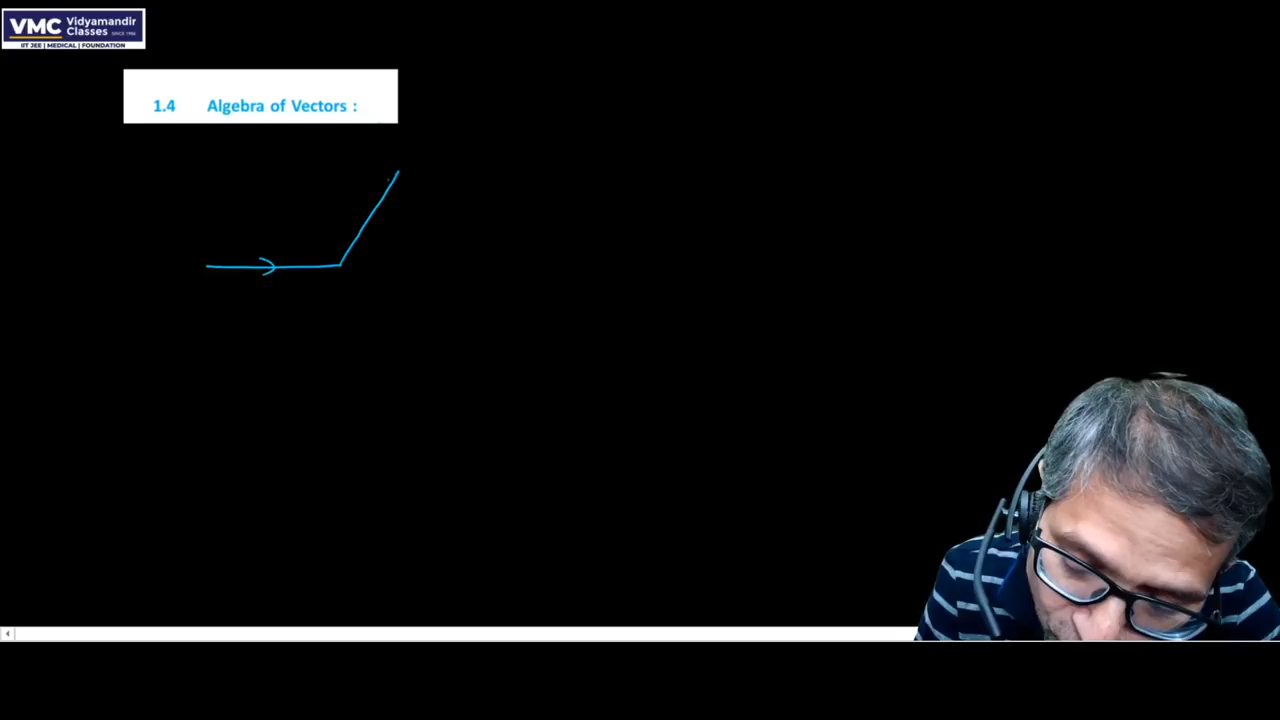 VMC Vidyamandir
Classes SINCE 1986
IIT JEE | MEDICAL | FOUNDATION
1.4 Algebra of Vectors :